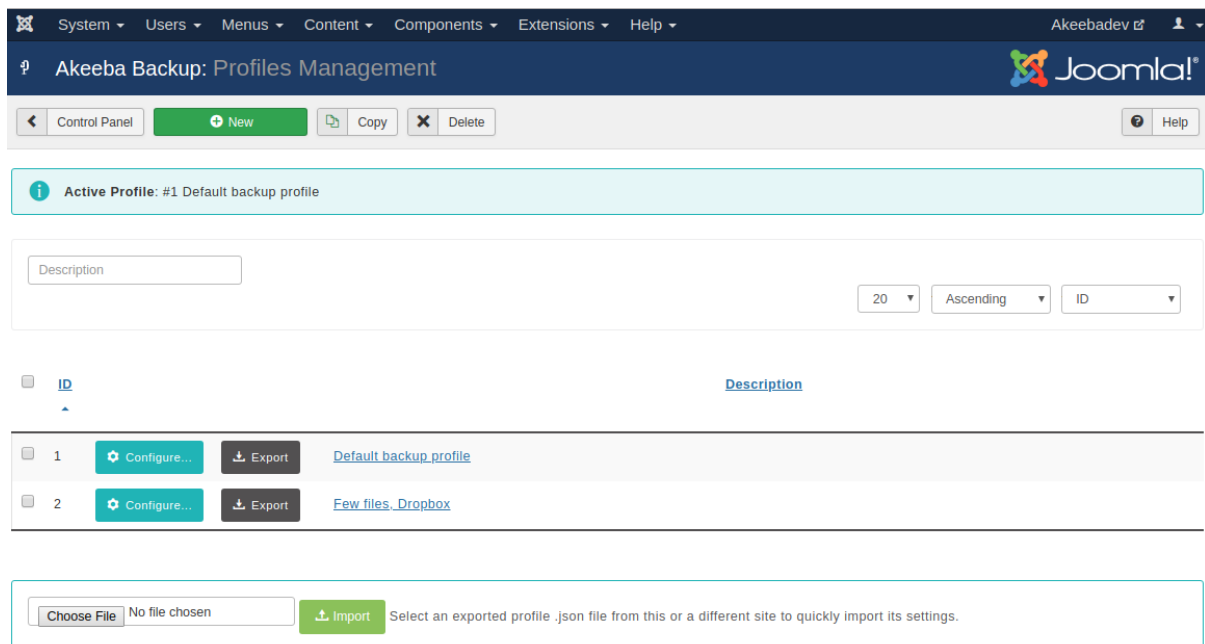 System Users Menus Content Components Extensions Help Akeebadev
Akeeba Backup: Profiles Management Joomla!®
Control Panel New Copy Delete Help
Active Profile: #1 Default backup profile
Description
20 Ascending ID
ID Description
1 Configure... Export Default backup profile
2 Configure... Export Few files, Dropbox
Choose File No file chosen Import Select an exported profile .json file from this or a different site to quickly import its settings.